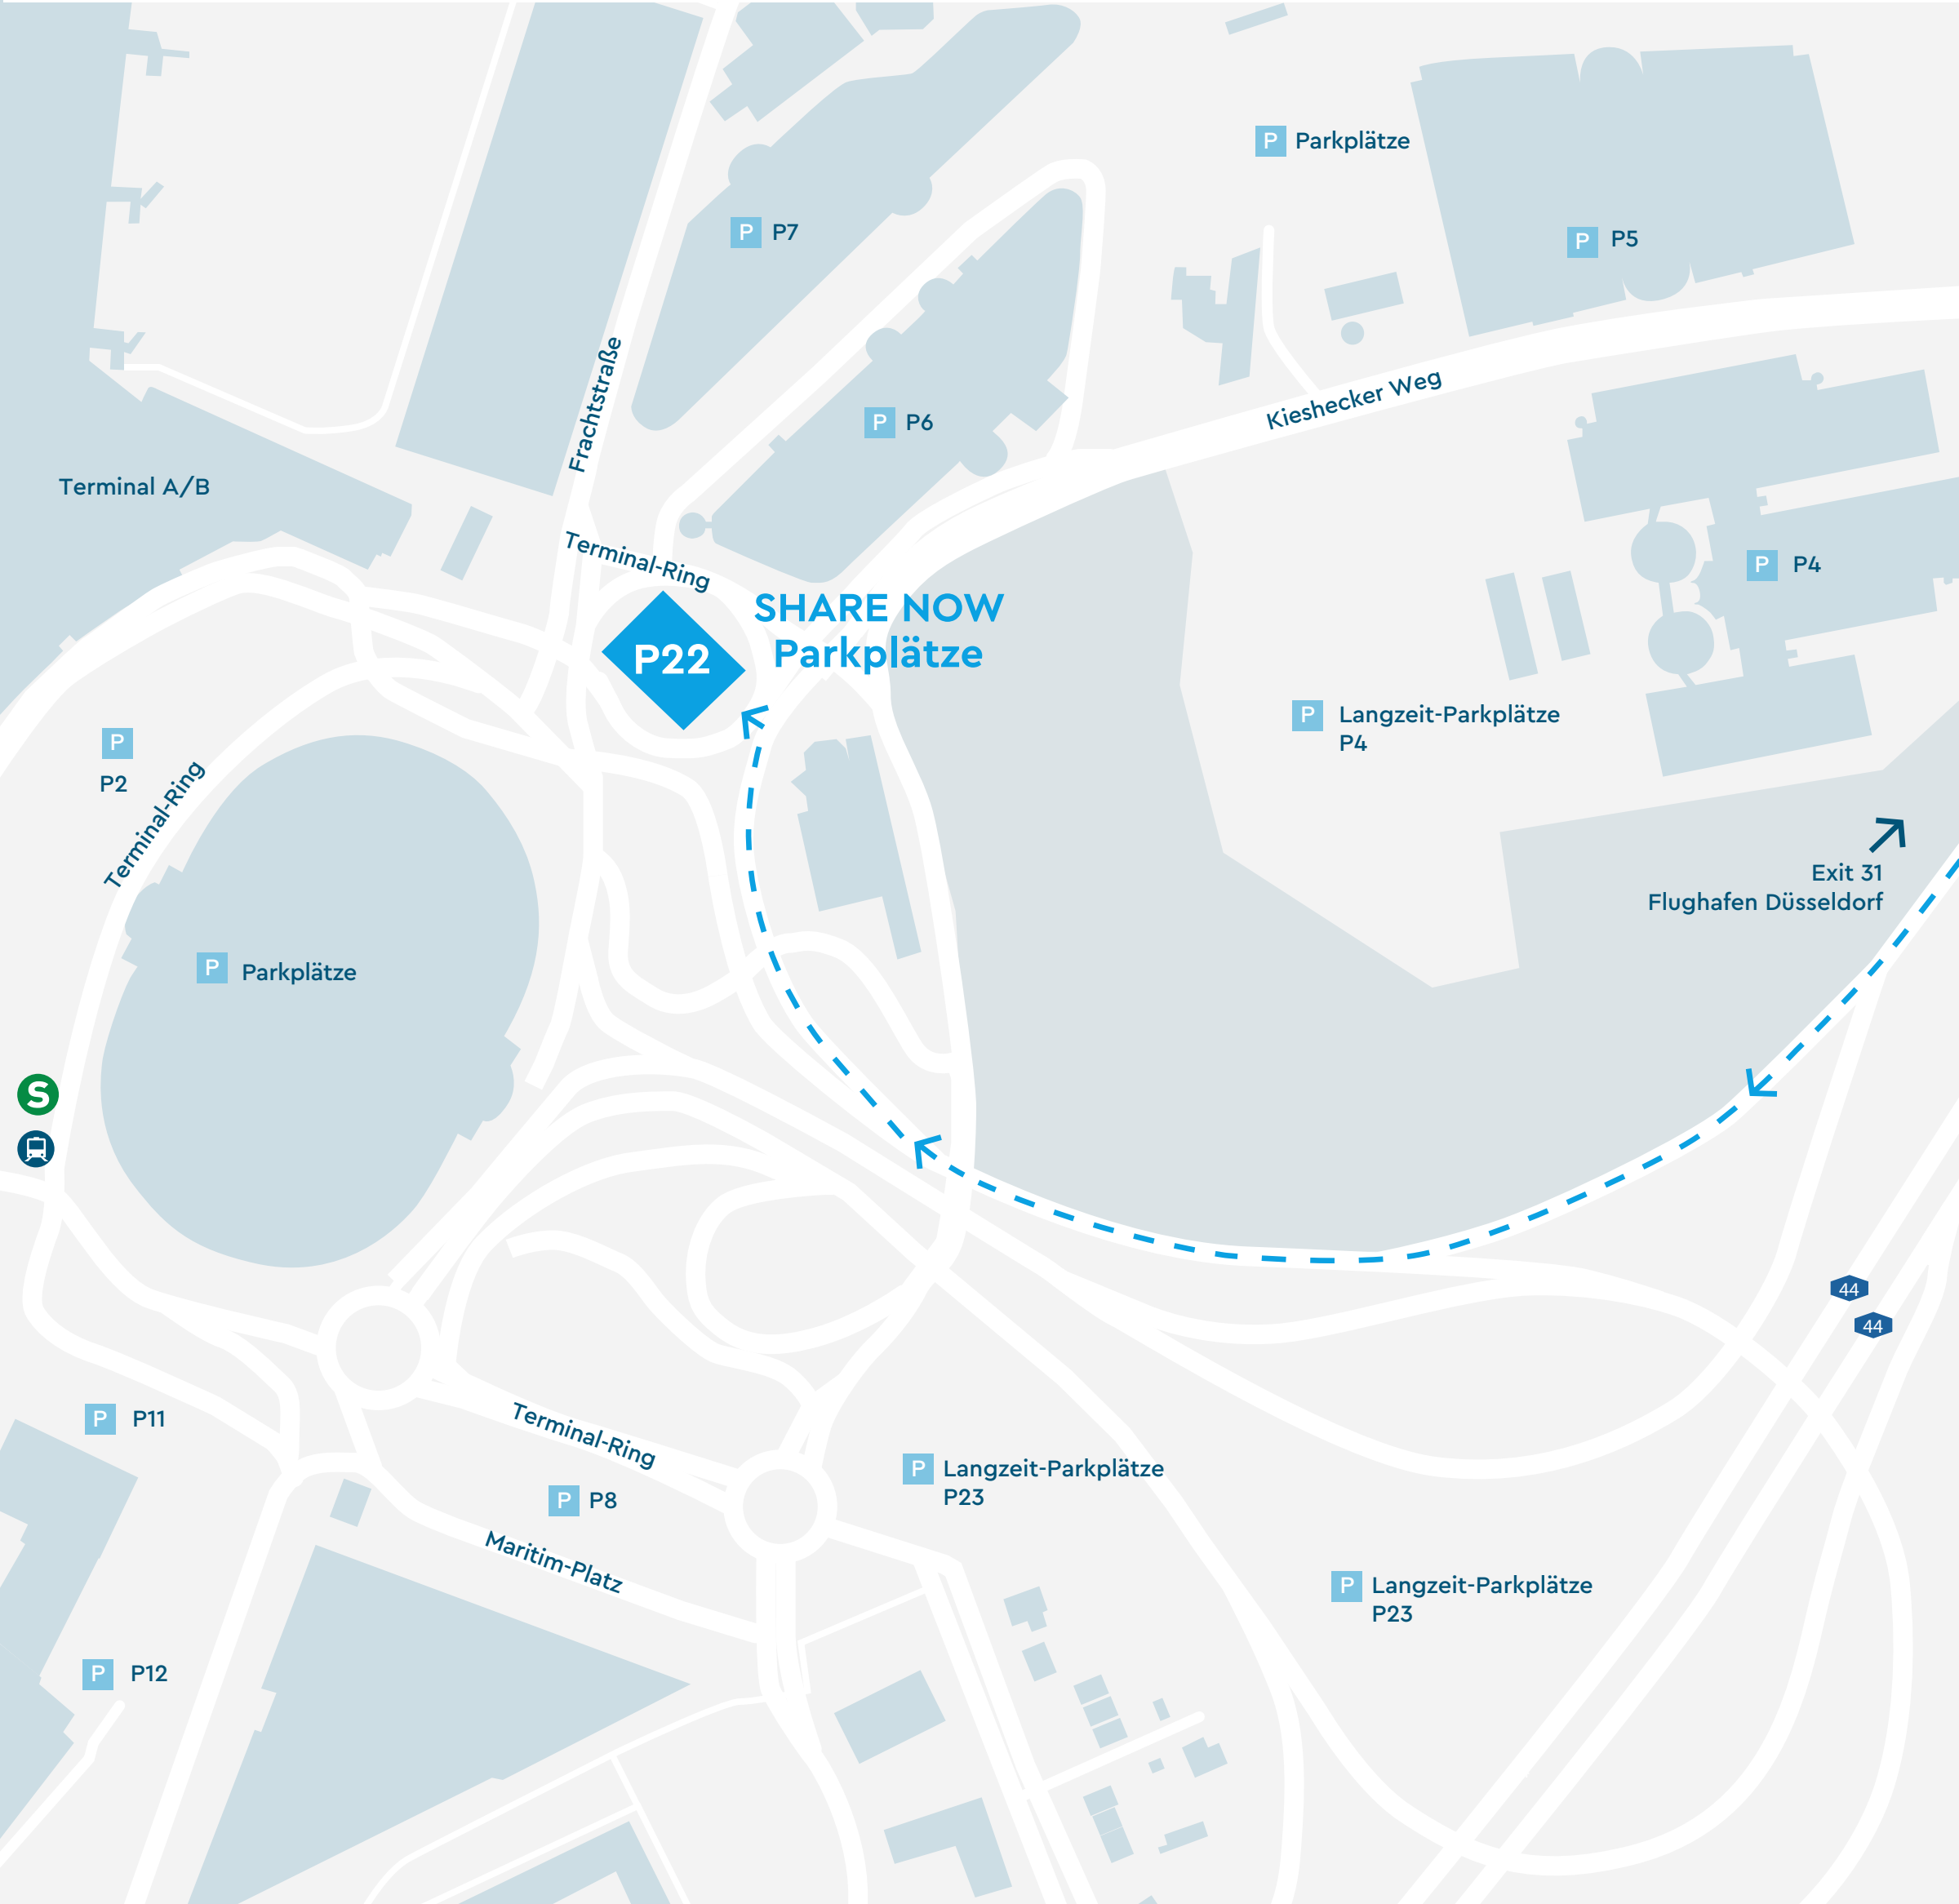 P Parkplätze
P P7
P P5
Frachtstraße
Kieshecker Weg
P P6
Terminal A/B
Terminal-Ring
P P4
SHARE NOW
Parkplätze
P22
P Langzeit-Parkplätze
P4
P
P2
Terminal-Ring
Exit 31
Flughafen Düsseldorf
P Parkplätze
S
44
44
P P11
Terminal-Ring
P Langzeit-Parkplätze
P23
P P8
Maritim-Platz
P Langzeit-Parkplätze
P23
P P12